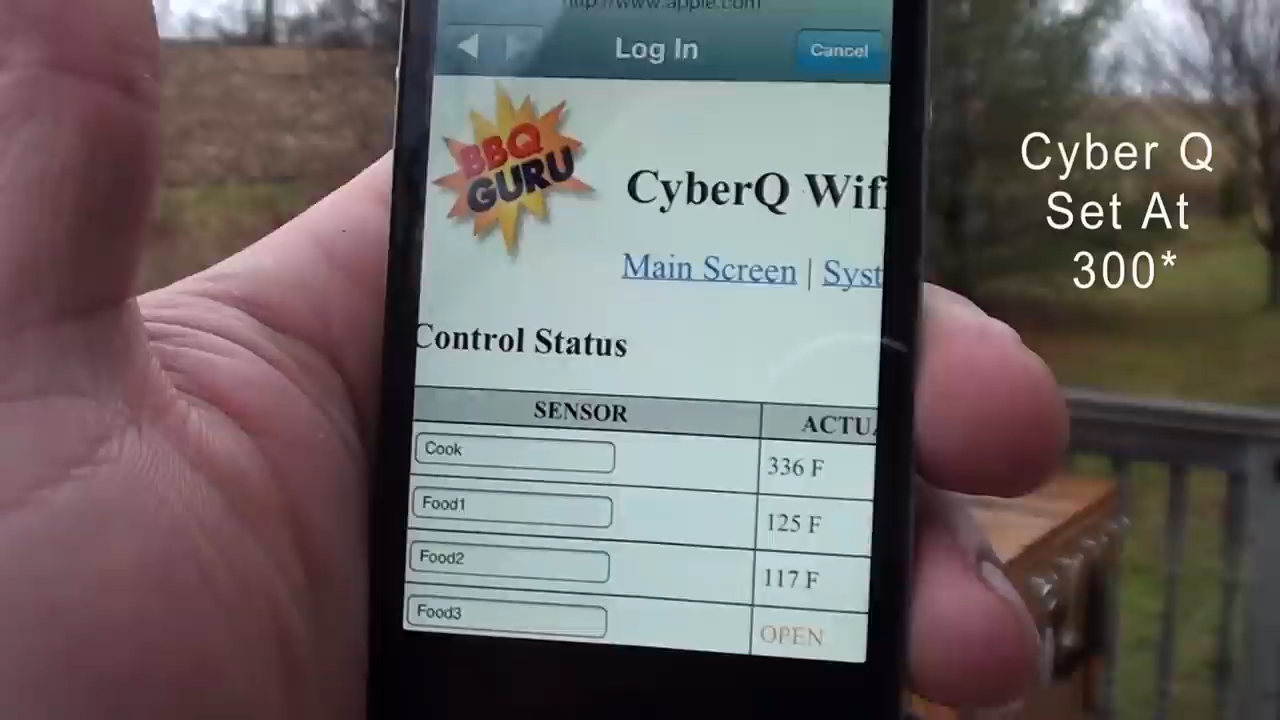 http://www.apple.com
Log In
Cancel
BBQ
GURU
CyberQ Wifi
Main Screen | Syst
Control Status
SENSOR
ACTUA
Cook
336 F
Food1
125 F
Food2
117 F
Food3
OPEN
Cyber Q
Set At
300*